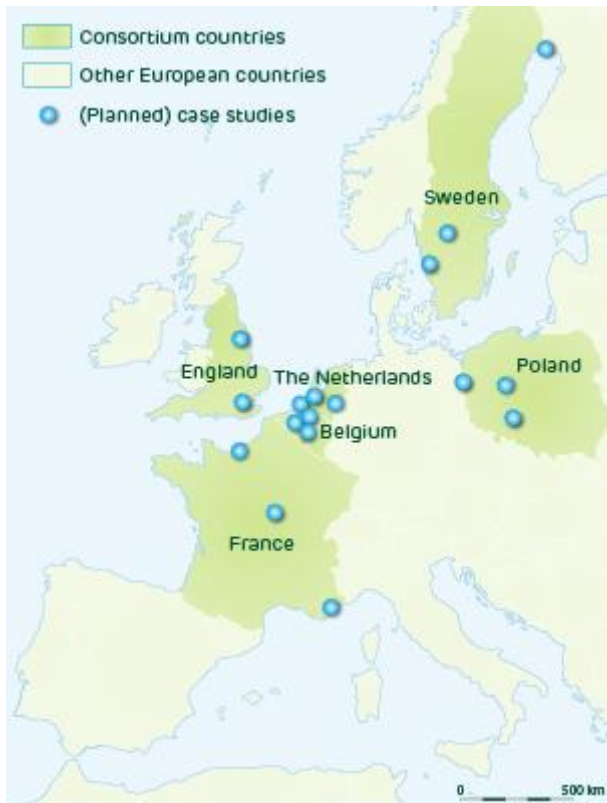 Consortium countries
Other European countries
(Planned) case studies
Sweden
England
The Netherlands
Poland
Belgium
France
0 500 km